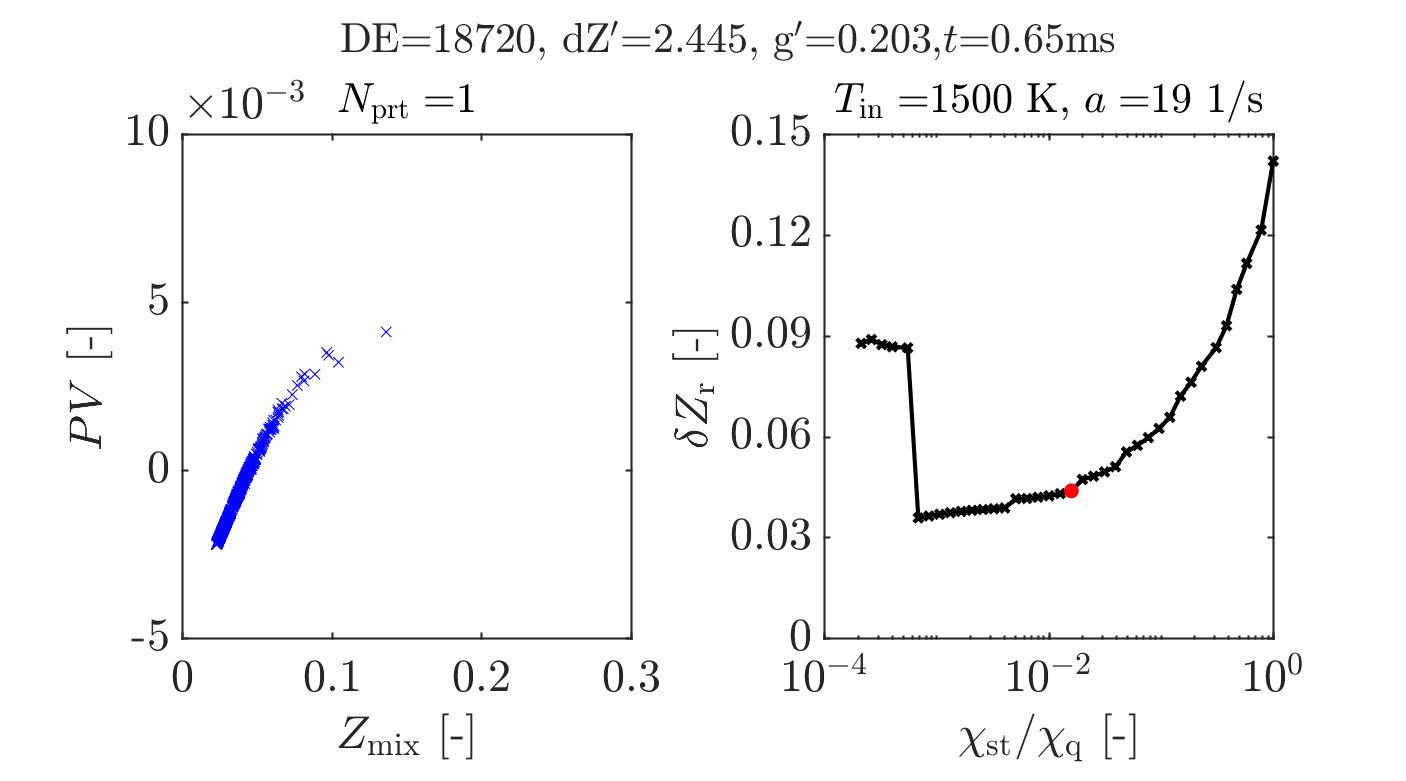 DE=18720, dZ′=2.445, g′=0.203,t=0.65ms
×10⁻³ N_prt =1
10
5
0
-5
PV [-]
0 0.1 0.2 0.3
Z_mix [-]
T_in =1500 K, a =19 1/s
0.15
0.12
0.09
0.06
0.03
0
δZ_r [-]
10⁻⁴ 10⁻² 10⁰
χ_st/χ_q [-]